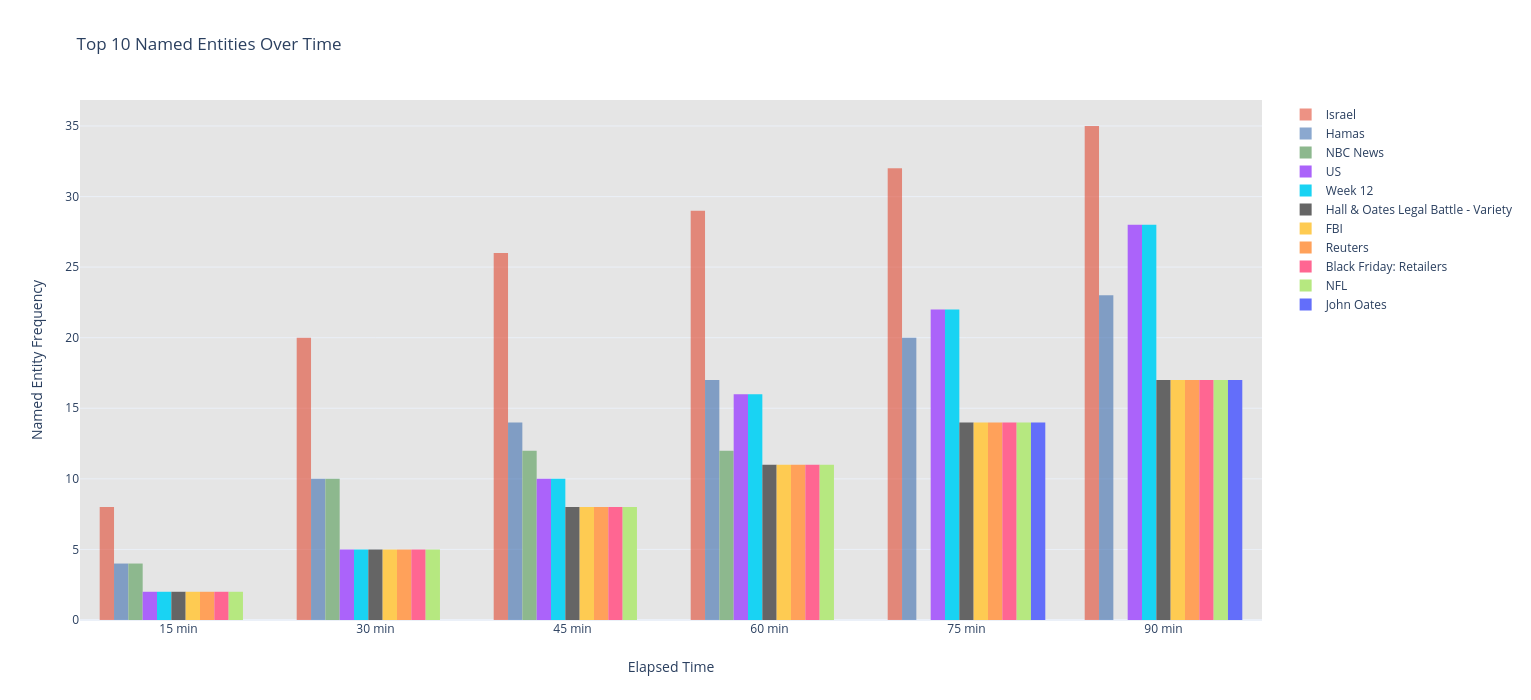 Top 10 Named Entities Over Time
Named Entity Frequency
35
30
25
20
15
10
5
0
15 min
30 min
45 min
60 min
75 min
90 min
Elapsed Time
Israel
Hamas
NBC News
US
Week 12
Hall & Oates Legal Battle - Variety
FBI
Reuters
Black Friday: Retailers
NFL
John Oates